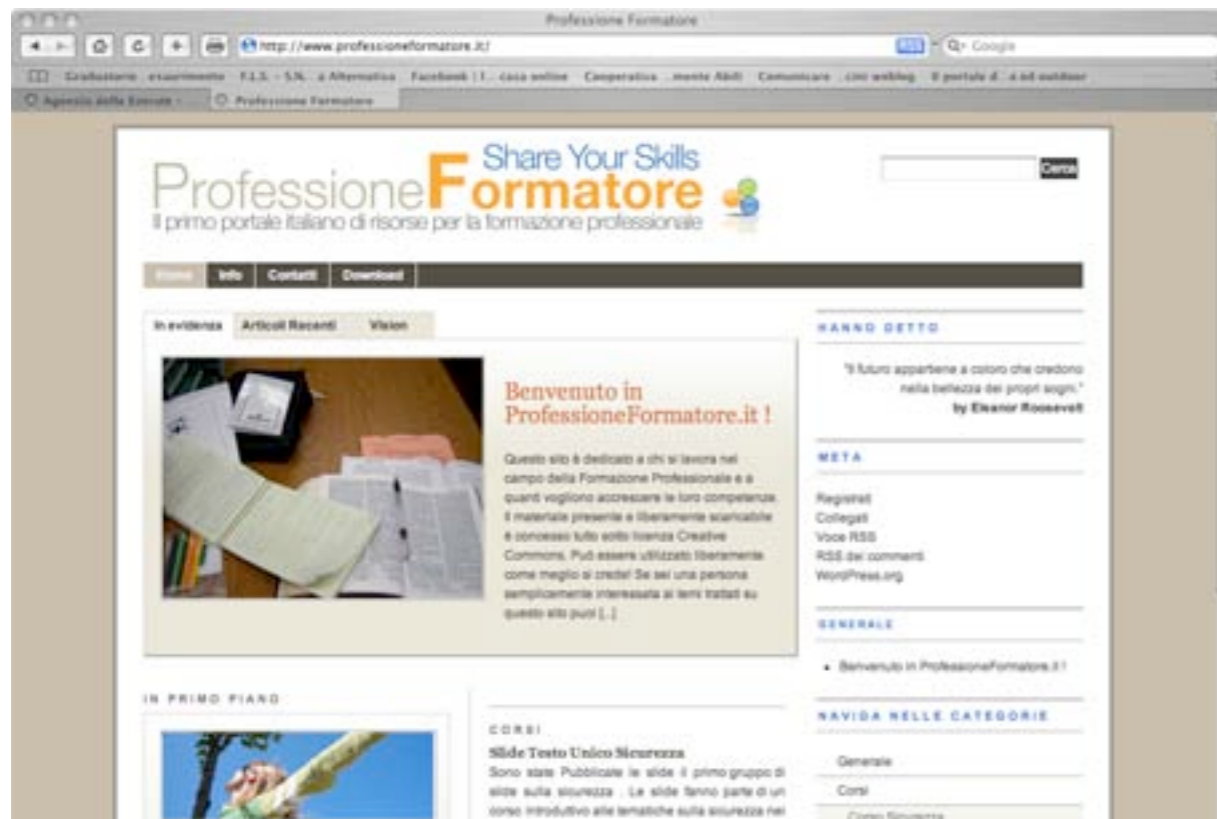 Professione Formatore
http://www.professioneformatore.it/
RSS
Google
Facebook
Professione Formatore
Share Your Skills
ProfessioneFormatore
Il primo portale italiano di risorse per la formazione professionale
Cerca
Home Info Contatti Download
In evidenza Articoli Recenti Vision
Benvenuto in
ProfessioneFormatore.it !
Questo sito è dedicato a chi si lavora nel
campo della Formazione Professionale e a
quanti vogliono accrescere le loro competenze.
Il materiale presente e liberamente scaricabile
è concesso tutto sotto licenza Creative
Commons. Può essere utilizzato liberamente
come meglio si crede! Se sei una persona
semplicemente interessata ai temi trattati su
questo sito puoi [...]
HANNO DETTO
"Il futuro appartiene a coloro che credono
nella bellezza dei propri sogni."
by Eleanor Roosevelt
META
Registrati
Collegati
Voce RSS
RSS dei commenti
WordPress.org
GENERALE
Benvenuto in ProfessioneFormatore.it !
NAVIGA NELLE CATEGORIE
Generale
Corsi
Corso Sicurezza
IN PRIMO PIANO
CORSI
Slide Testo Unico Sicurezza
Sono state Pubblicate le slide il primo gruppo di
slide sulla sicurezza . Le slide fanno parte di un
corso introduttivo alle tematiche sulla sicurezza nei